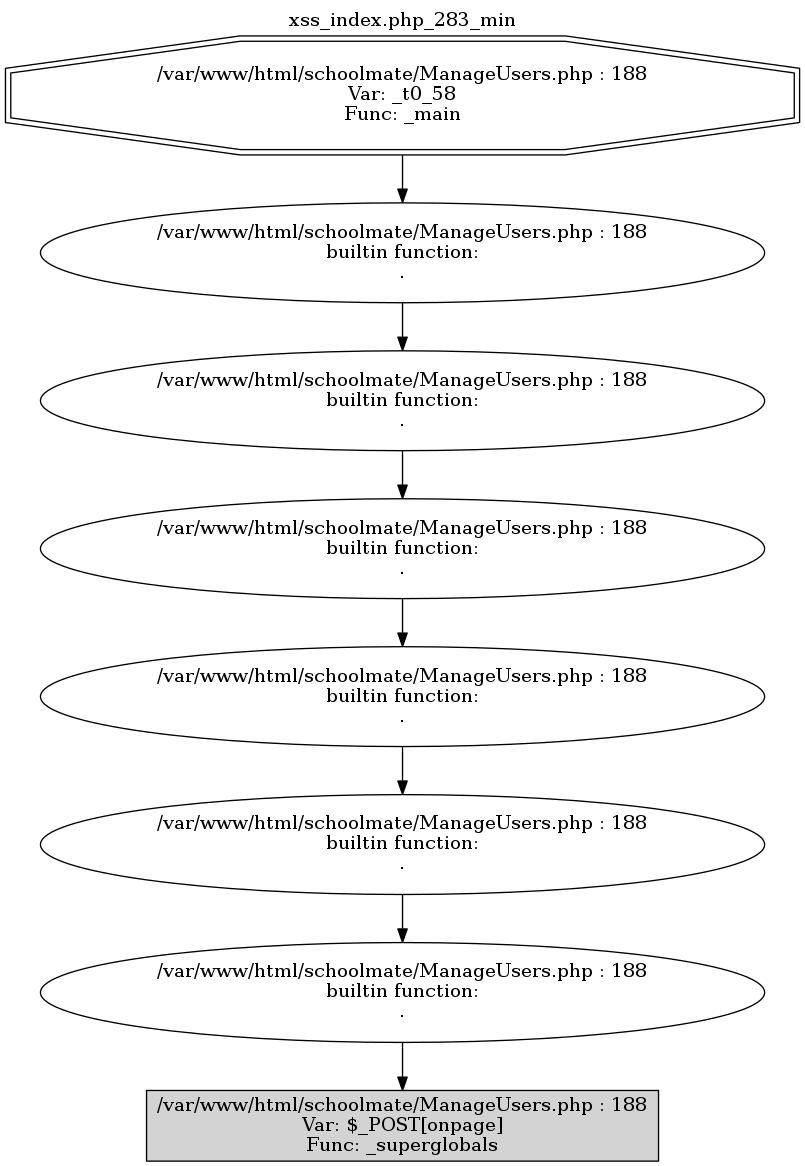 xss_index.php_283_min
/var/www/html/schoolmate/ManageUsers.php : 188
Var: _t0_58
Func: _main
/var/www/html/schoolmate/ManageUsers.php : 188
builtin function:
.
/var/www/html/schoolmate/ManageUsers.php : 188
builtin function:
.
/var/www/html/schoolmate/ManageUsers.php : 188
builtin function:
.
/var/www/html/schoolmate/ManageUsers.php : 188
builtin function:
.
/var/www/html/schoolmate/ManageUsers.php : 188
builtin function:
.
/var/www/html/schoolmate/ManageUsers.php : 188
builtin function:
.
/var/www/html/schoolmate/ManageUsers.php : 188
Var: $_POST[onpage]
Func: _superglobals